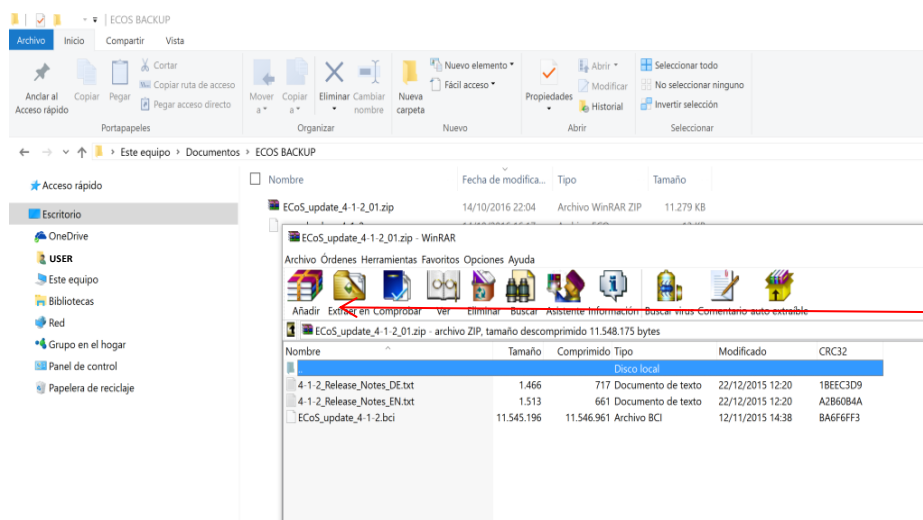 ECOS BACKUP
Archivo Inicio Compartir Vista
Anclar al Acceso rápido
Copiar
Pegar
Cortar
Copiar ruta de acceso
Pegar acceso directo
Portapapeles
Mover a
Copiar a
Eliminar
Cambiar nombre
Organizar
Nueva carpeta
Nuevo elemento
Fácil acceso
Nuevo
Propiedades
Abrir
Modificar
Historial
Abrir
Seleccionar todo
No seleccionar ninguno
Invertir selección
Seleccionar
Este equipo > Documentos > ECOS BACKUP
Acceso rápido
Escritorio
OneDrive
USER
Este equipo
Bibliotecas
Red
Grupo en el hogar
Panel de control
Papelera de reciclaje
Nombre Fecha de modifica... Tipo Tamaño
ECoS_update_4-1-2_01.zip 14/10/2016 22:04 Archivo WinRAR ZIP 11.279 KB
ECoS_update_4-1-2_01.zip - WinRAR
Archivo Órdenes Herramientas Favoritos Opciones Ayuda
Añadir Extraer en Comprobar Ver Eliminar Buscar Asistente Información Buscar virus Comentario auto extraíble
ECoS_update_4-1-2_01.zip - archivo ZIP, tamaño descomprimido 11.548.175 bytes
Nombre Tamaño Comprimido Tipo Modificado CRC32
.. Disco local
4-1-2_Release_Notes_DE.txt 1.466 717 Documento de texto 22/12/2015 12:20 1BEEC3D9
4-1-2_Release_Notes_EN.txt 1.513 661 Documento de texto 22/12/2015 12:20 A2B60B4A
ECoS_update_4-1-2.bci 11.545.196 11.546.961 Archivo BCI 12/11/2015 14:38 BA6F6FF3